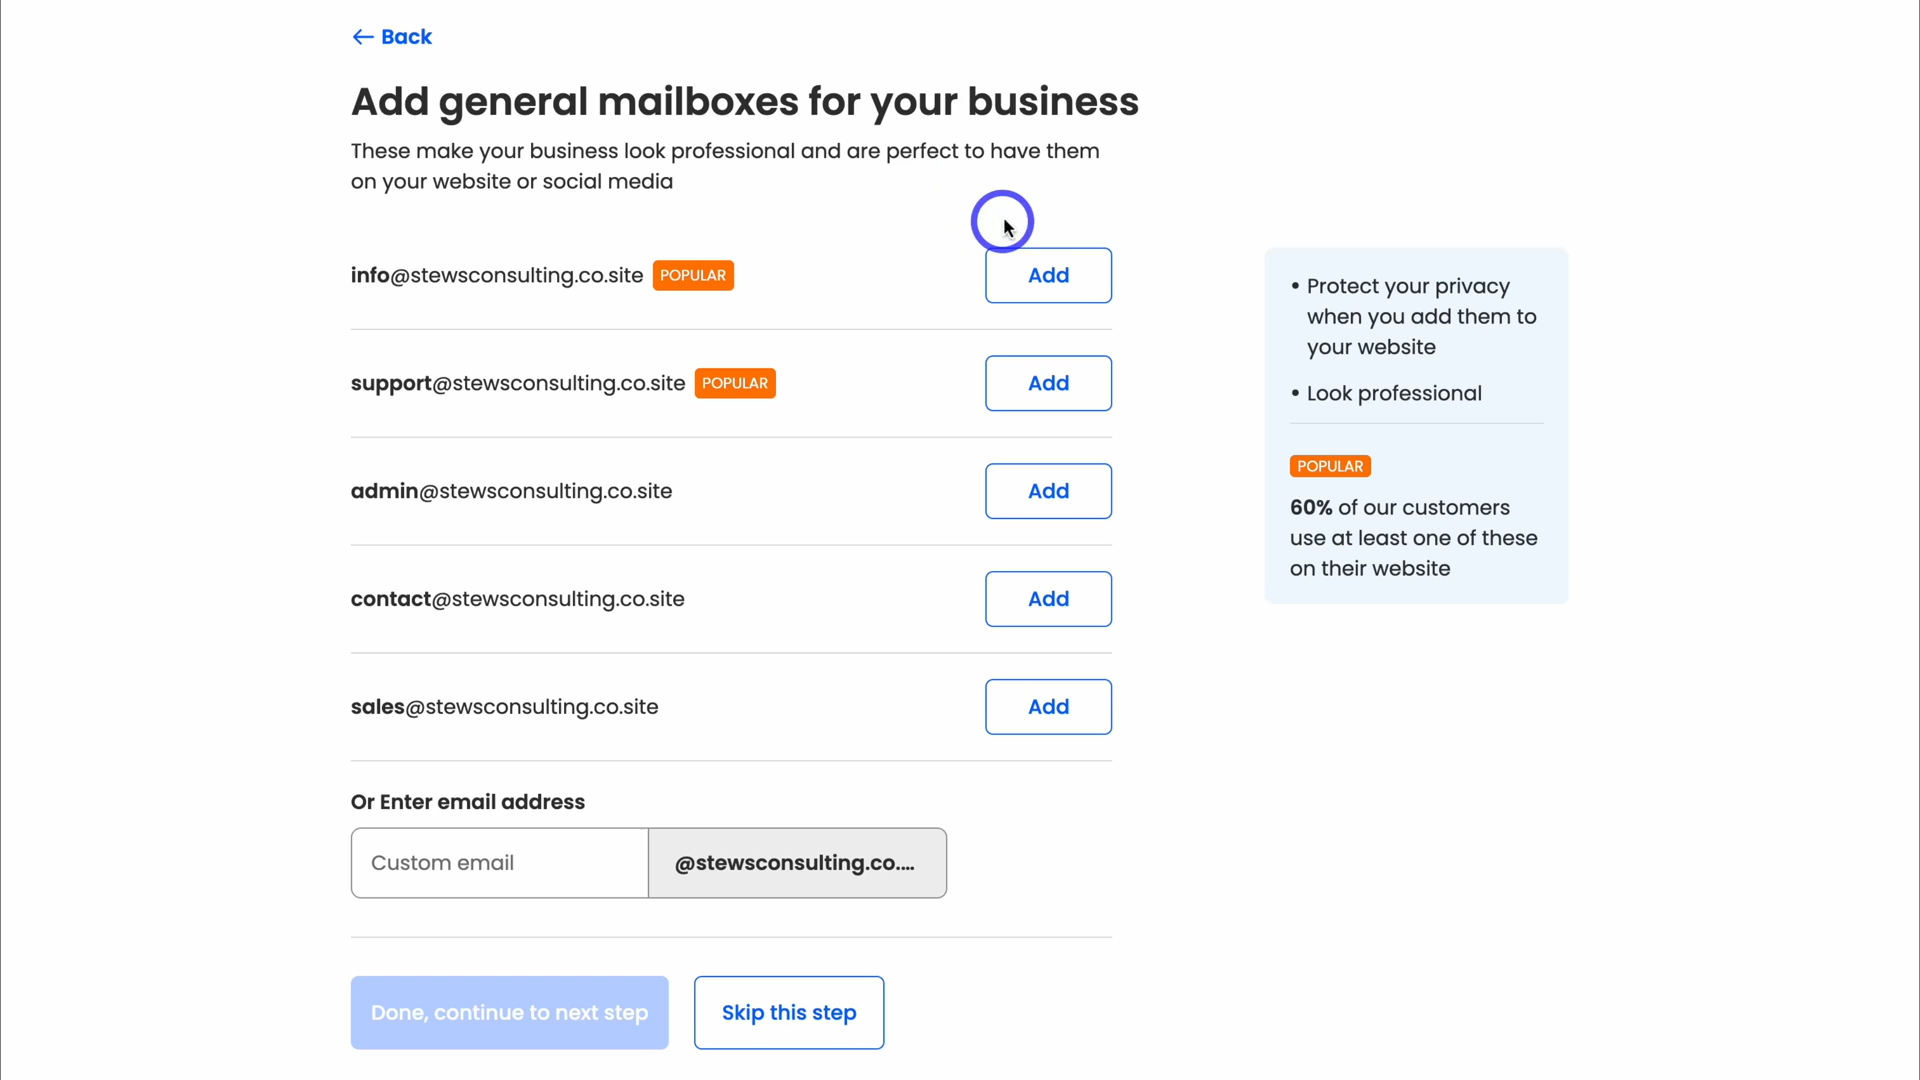 Back
Add general mailboxes for your business
These make your business look professional and are perfect to have them
on your website or social media
info@stewsconsulting.co.site POPULAR Add
support@stewsconsulting.co.site POPULAR Add
admin@stewsconsulting.co.site Add
contact@stewsconsulting.co.site Add
sales@stewsconsulting.co.site Add
Or Enter email address
Custom email @stewsconsulting.co....
Done, continue to next step Skip this step
• Protect your privacy
when you add them to
your website
• Look professional
POPULAR
60% of our customers
use at least one of these
on their website